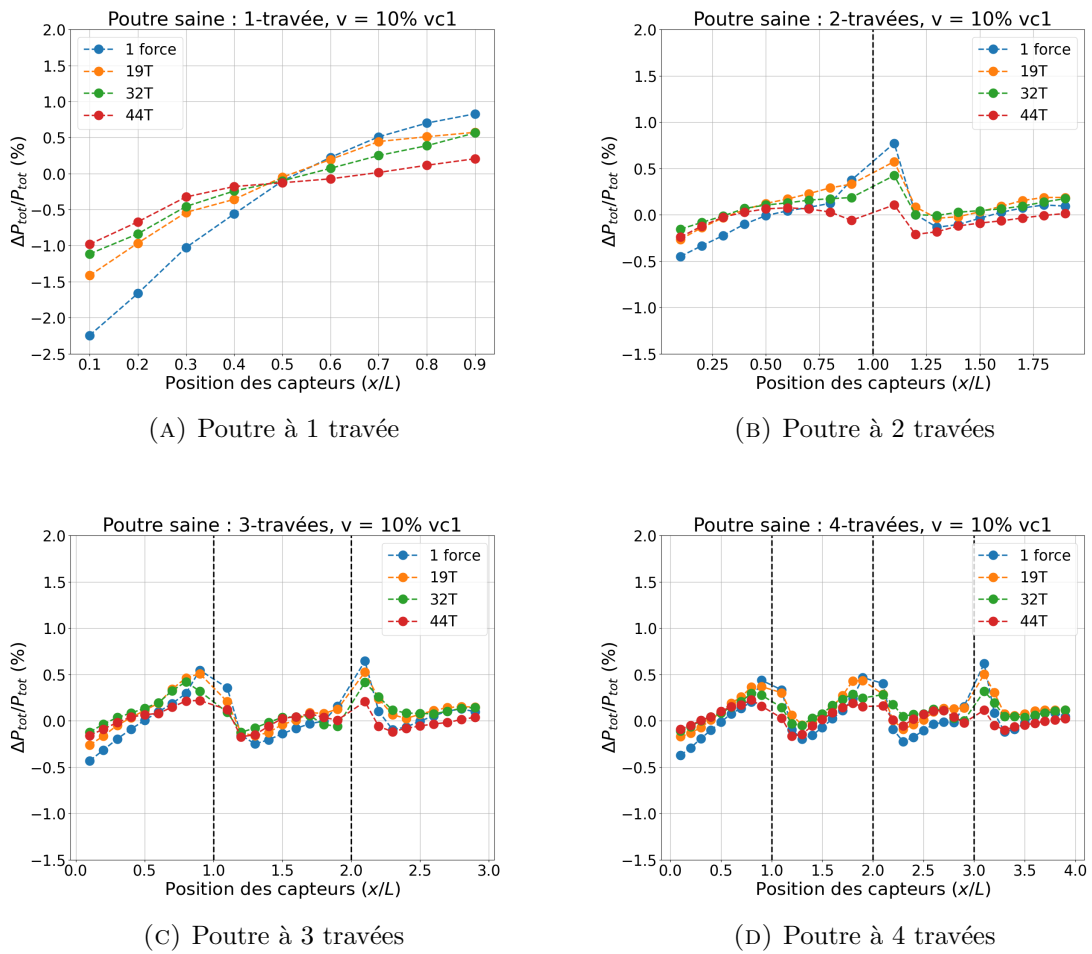 Poutre saine : 1-travée, v = 10% vc1
2.0
1.5
1.0
0.5
0.0
−0.5
−1.0
−1.5
−2.0
−2.5
ΔP_tot/P_tot (%)
1 force
19T
32T
44T
0.1 0.2 0.3 0.4 0.5 0.6 0.7 0.8 0.9
Position des capteurs (x/L)
(A) Poutre à 1 travée
Poutre saine : 2-travées, v = 10% vc1
2.0
1.5
1.0
0.5
0.0
−0.5
−1.0
−1.5
ΔP_tot/P_tot (%)
1 force
19T
32T
44T
0.25 0.50 0.75 1.00 1.25 1.50 1.75
Position des capteurs (x/L)
(B) Poutre à 2 travées
Poutre saine : 3-travées, v = 10% vc1
2.0
1.5
1.0
0.5
0.0
−0.5
−1.0
−1.5
ΔP_tot/P_tot (%)
1 force
19T
32T
44T
0.0 0.5 1.0 1.5 2.0 2.5 3.0
Position des capteurs (x/L)
(C) Poutre à 3 travées
Poutre saine : 4-travées, v = 10% vc1
2.0
1.5
1.0
0.5
0.0
−0.5
−1.0
−1.5
ΔP_tot/P_tot (%)
1 force
19T
32T
44T
0.0 0.5 1.0 1.5 2.0 2.5 3.0 3.5 4.0
Position des capteurs (x/L)
(D) Poutre à 4 travées